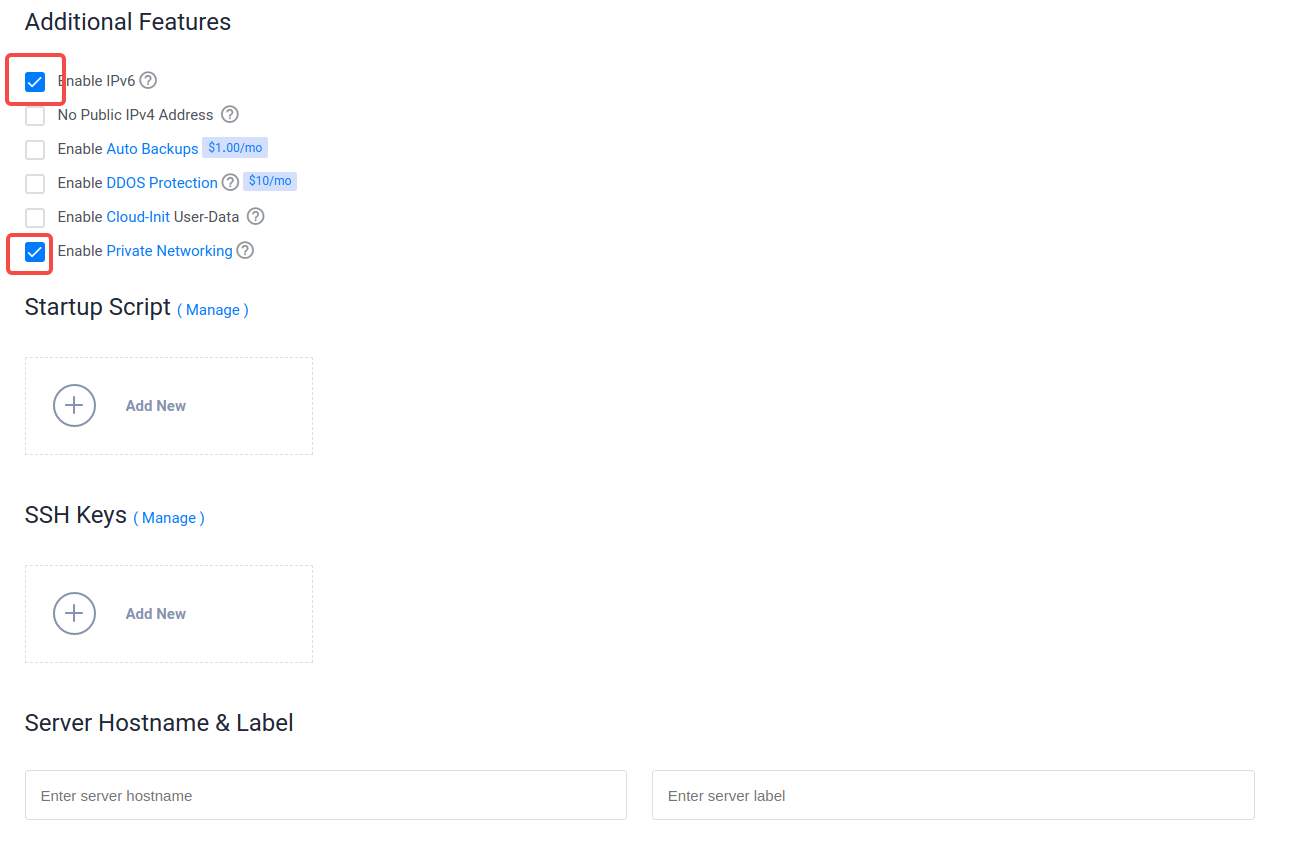 Additional Features
Enable IPv6
No Public IPv4 Address
Enable Auto Backups $1.00/mo
Enable DDOS Protection $10/mo
Enable Cloud-Init User-Data
Enable Private Networking
Startup Script ( Manage )
Add New
SSH Keys ( Manage )
Add New
Server Hostname & Label
Enter server hostname Enter server label